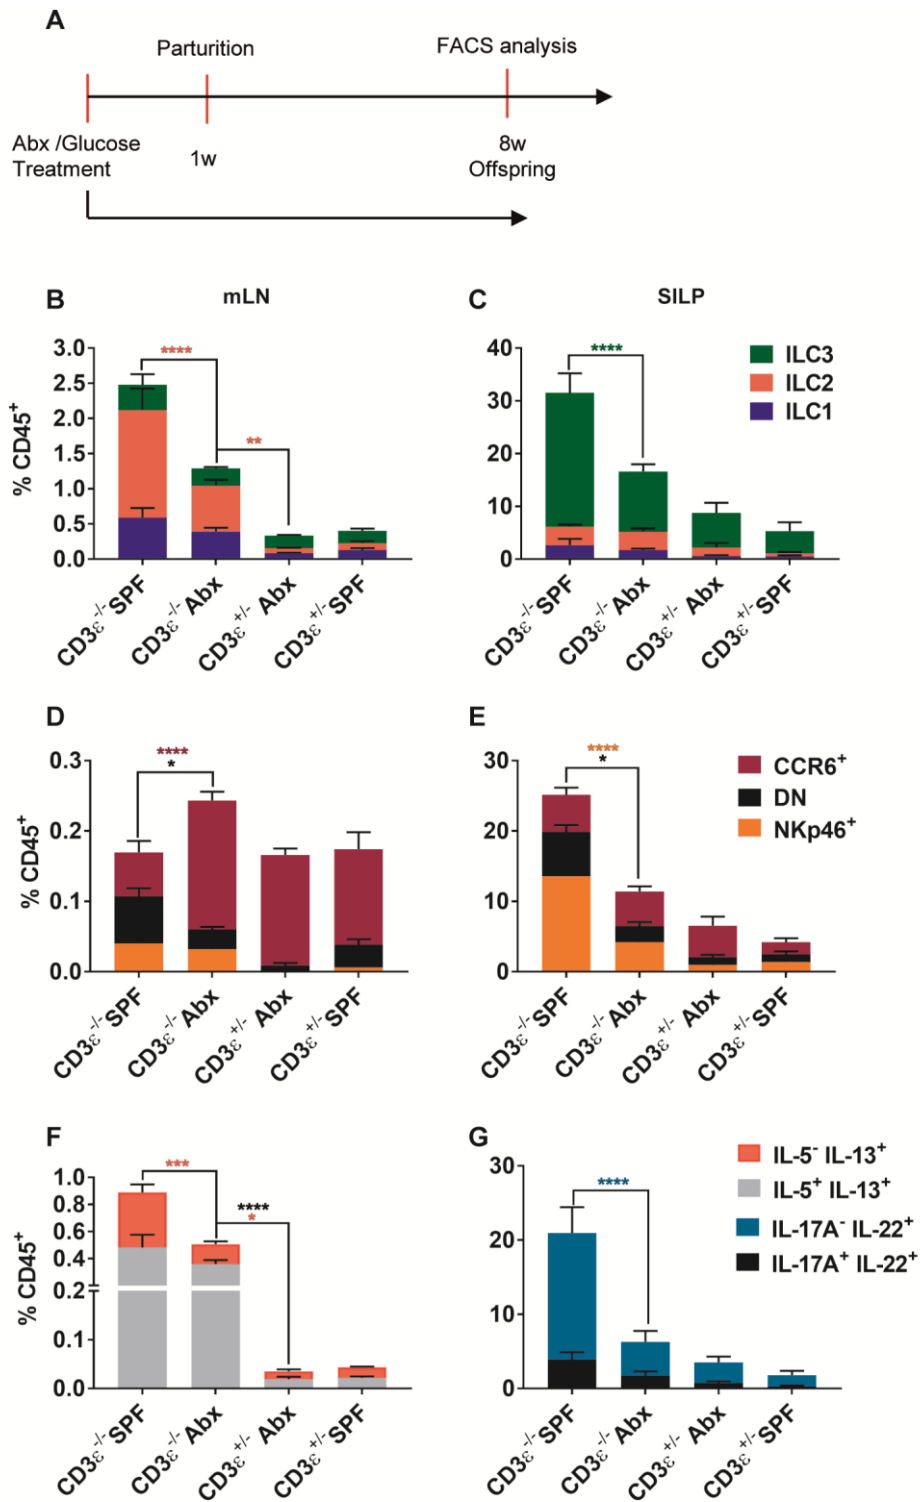 A
Parturition
FACS analysis
Abx /Glucose
Treatment
1w
8w
Offspring
B
mLN
C
SILP
3.0
2.5
2.0
1.5
1.0
0.5
0.0
% CD45⁺
****
**
CD3ε⁻/⁻ SPF
CD3ε⁻/⁻ Abx
CD3ε⁺/⁻ Abx
CD3ε⁺/⁻ SPF
40
30
20
10
0
****
ILC3
ILC2
ILC1
CD3ε⁻/⁻ SPF
CD3ε⁻/⁻ Abx
CD3ε⁺/⁻ Abx
CD3ε⁺/⁻ SPF
D
E
0.3
0.2
0.1
0.0
% CD45⁺
****
*
CD3ε⁻/⁻ SPF
CD3ε⁻/⁻ Abx
CD3ε⁺/⁻ Abx
CD3ε⁺/⁻ SPF
30
20
10
0
****
*
CCR6⁺
DN
NKp46⁺
CD3ε⁻/⁻ SPF
CD3ε⁻/⁻ Abx
CD3ε⁺/⁻ Abx
CD3ε⁺/⁻ SPF
F
G
1.0
0.8
0.6
0.4
0.2
0.1
0.0
% CD45⁺
***
****
*
CD3ε⁻/⁻ SPF
CD3ε⁻/⁻ Abx
CD3ε⁺/⁻ Abx
CD3ε⁺/⁻ SPF
30
20
10
0
****
IL-5⁻ IL-13⁺
IL-5⁺ IL-13⁺
IL-17A⁻ IL-22⁺
IL-17A⁺ IL-22⁺
CD3ε⁻/⁻ SPF
CD3ε⁻/⁻ Abx
CD3ε⁺/⁻ Abx
CD3ε⁺/⁻ SPF